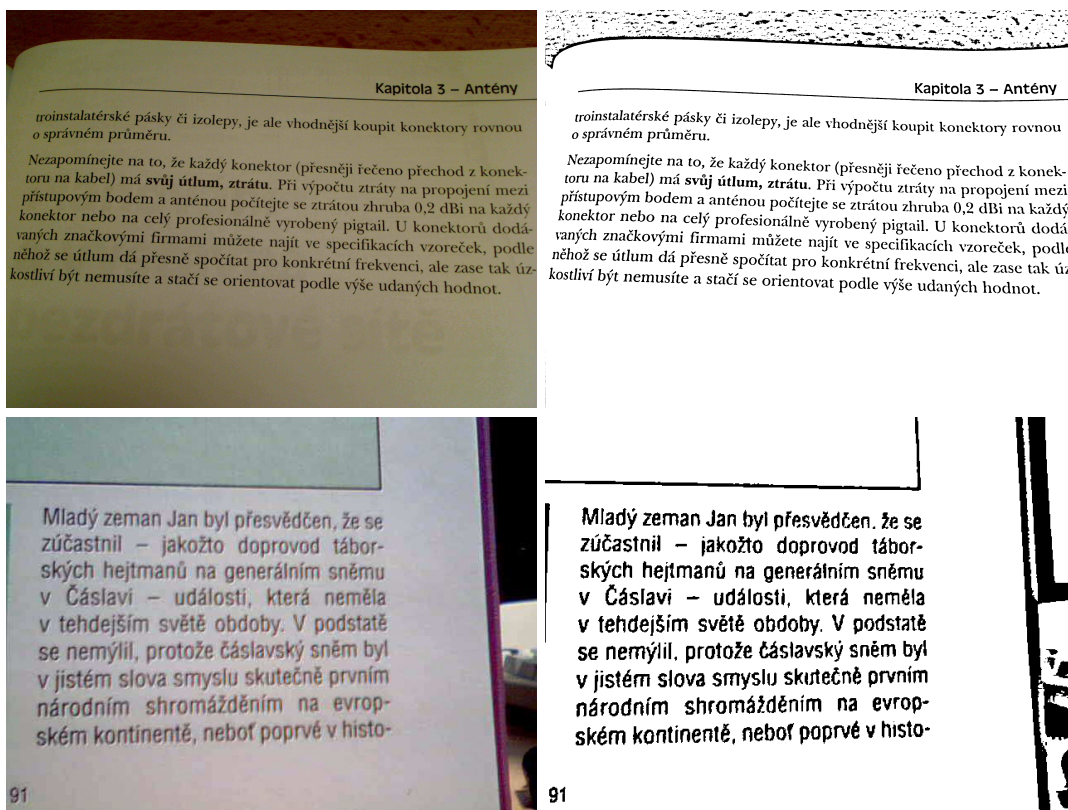 Kapitola 3 – Antény
troinstalatérské pásky či izolepy, je ale vhodnější koupit konektory rovnou
o správném průměru.
Nezapomínejte na to, že každý konektor (přesněji řečeno přechod z konek-
toru na kabel) má svůj útlum, ztrátu. Při výpočtu ztráty na propojení mezi
přístupovým bodem a anténou počítejte se ztrátou zhruba 0,2 dBi na každý
konektor nebo na celý profesionálně vyrobený pigtail. U konektorů dodá-
vaných značkovými firmami můžete najít ve specifikacích vzoreček, podle
něhož se útlum dá přesně spočítat pro konkrétní frekvenci, ale zase tak úz-
kostliví být nemusíte a stačí se orientovat podle výše udaných hodnot.
bezdrátové sítě
Kapitola 3 – Antény
troinstalatérské pásky či izolepy, je ale vhodnější koupit konektory rovnou
o správném průměru.
Nezapomínejte na to, že každý konektor (přesněji řečeno přechod z konek-
toru na kabel) má svůj útlum, ztrátu. Při výpočtu ztráty na propojení mezi
přístupovým bodem a anténou počítejte se ztrátou zhruba 0,2 dBi na každý
konektor nebo na celý profesionálně vyrobený pigtail. U konektorů dodá-
vaných značkovými firmami můžete najít ve specifikacích vzoreček, podle
něhož se útlum dá přesně spočítat pro konkrétní frekvenci, ale zase tak úz-
kostliví být nemusíte a stačí se orientovat podle výše udaných hodnot.
Mladý zeman Jan byl přesvědčen, že se
zúčastnil – jakožto doprovod tábor-
ských hejtmanů na generálním sněmu
v Čáslavi – události, která neměla
v tehdejším světě obdoby. V podstatě
se nemýlil, protože čáslavský sněm byl
v jistém slova smyslu skutečně prvním
národním shromážděním na evrop-
ském kontinentě, neboť poprvé v histo-
91
Mladý zeman Jan byl přesvědčen. že se
zúčastnil – jakožto doprovod tábor-
ských hejtmanů na generálním sněmu
v Čáslavi – události, která neměla
v tehdejším světě obdoby. V podstatě
se nemýlil, protože čáslavský sněm byl
v jistém slova smyslu skutečně prvním
národním shromážděním na evrop-
ském kontinentě, neboť poprvé v histo-
91